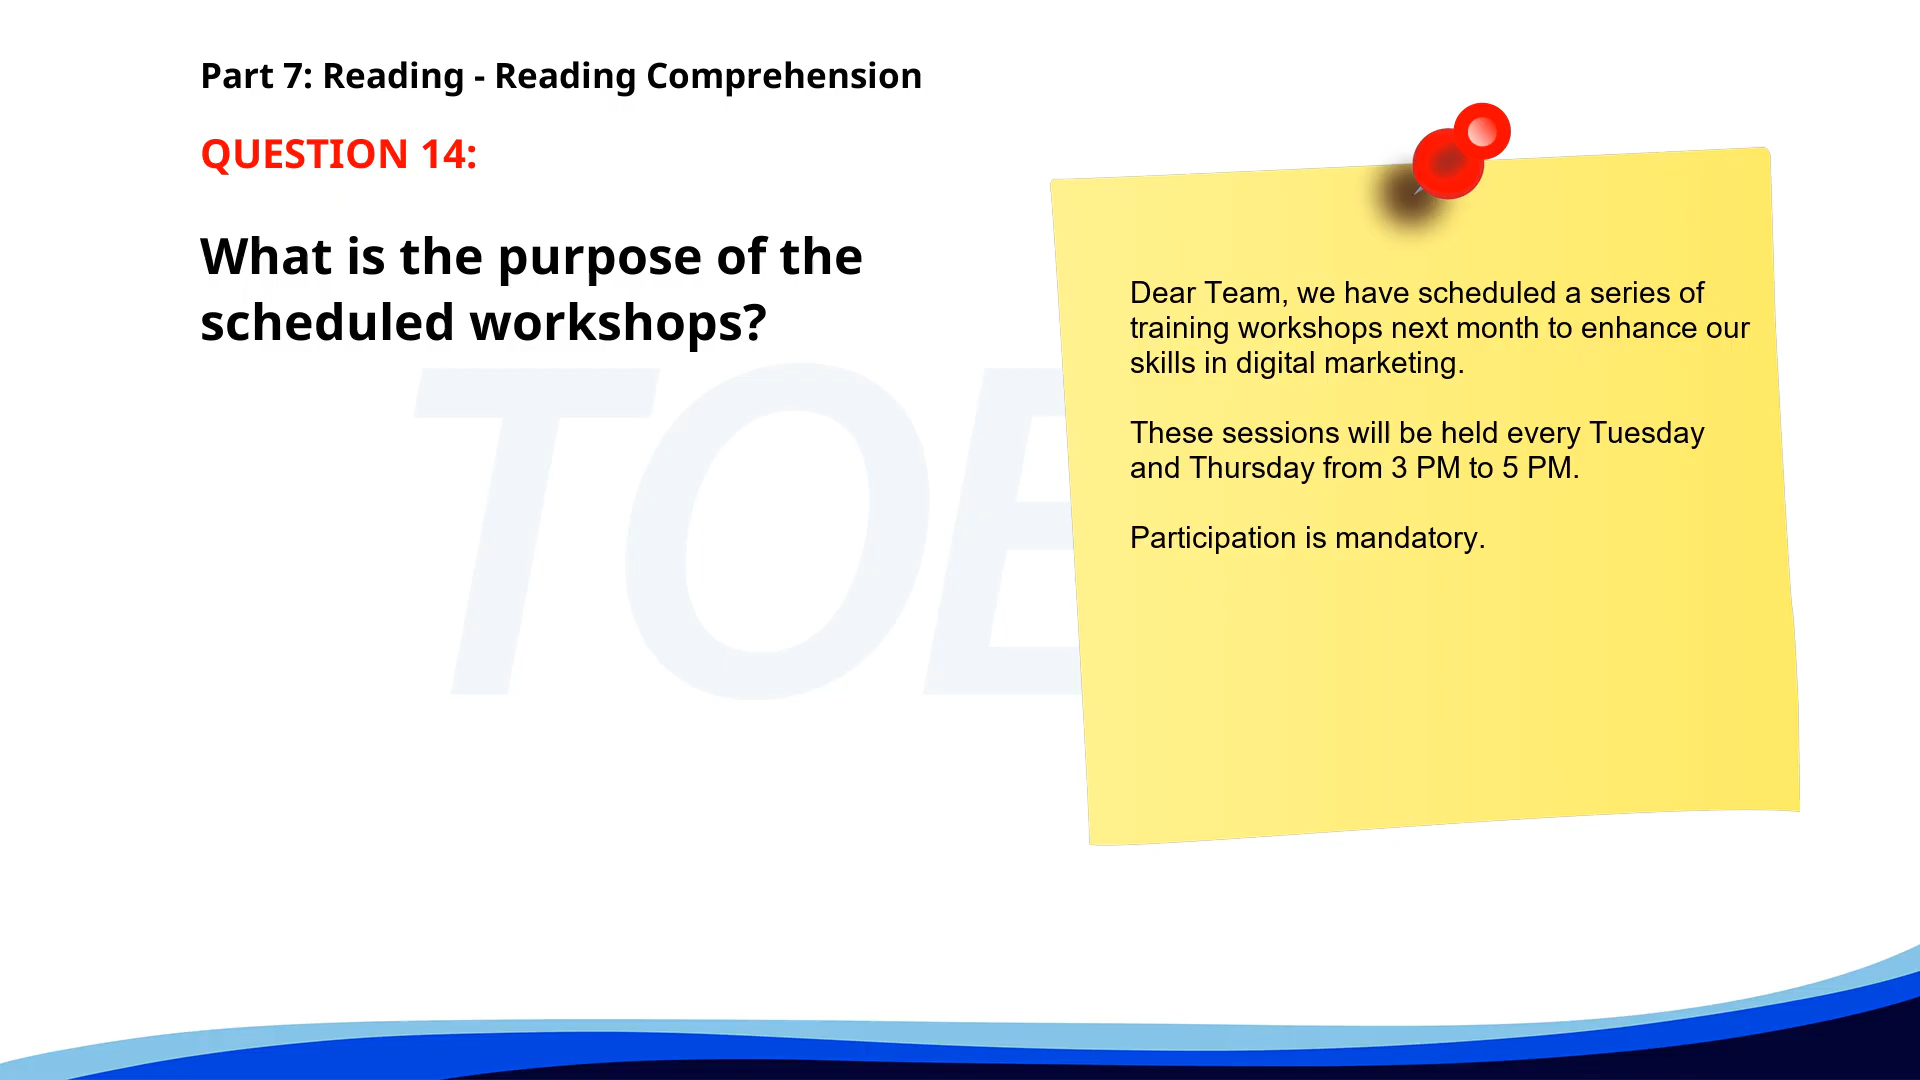 Part 7: Reading - Reading Comprehension
QUESTION 14:
What is the purpose of the
scheduled workshops?
Dear Team, we have scheduled a series of
training workshops next month to enhance our
skills in digital marketing.
These sessions will be held every Tuesday
and Thursday from 3 PM to 5 PM.
Participation is mandatory.
TOE